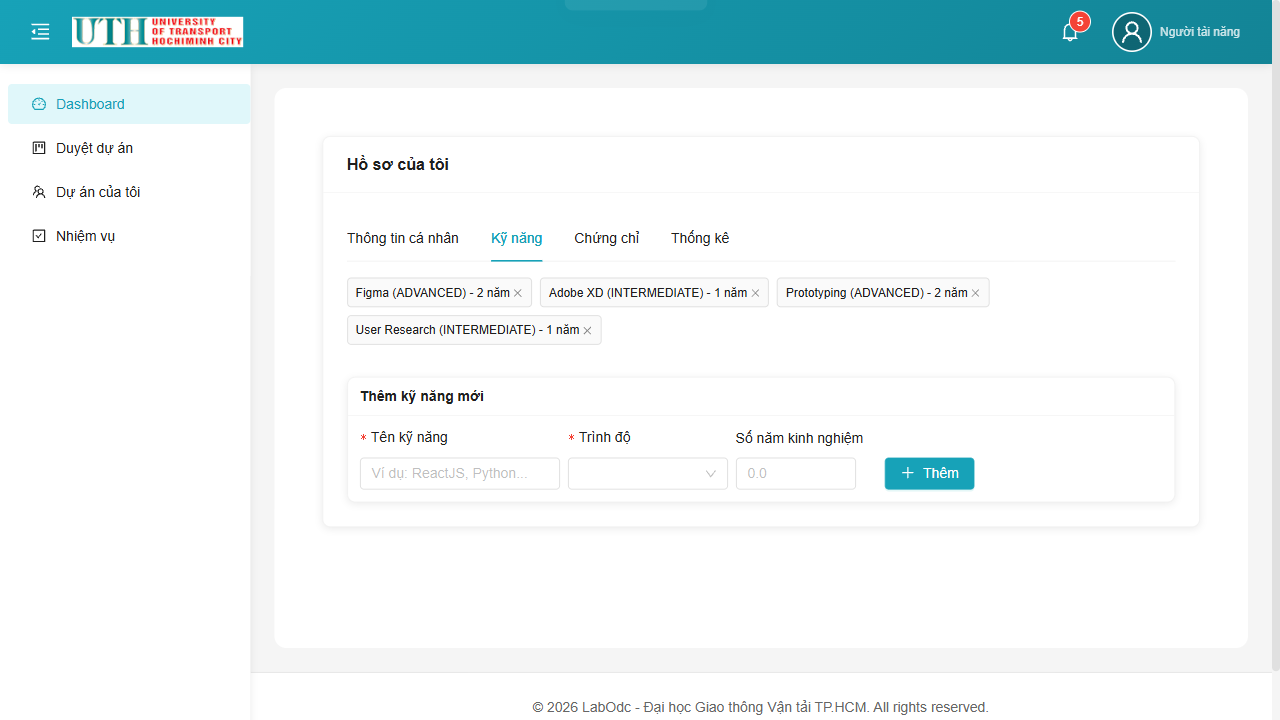 UTH UNIVERSITY OF TRANSPORT HOCHIMINH CITY
5
Người tài năng
Dashboard
Duyệt dự án
Dự án của tôi
Nhiệm vụ
Hồ sơ của tôi
Thông tin cá nhân Kỹ năng Chứng chỉ Thống kê
Figma (ADVANCED) - 2 năm Adobe XD (INTERMEDIATE) - 1 năm Prototyping (ADVANCED) - 2 năm
User Research (INTERMEDIATE) - 1 năm
Thêm kỹ năng mới
* Tên kỹ năng * Trình độ Số năm kinh nghiệm
Ví dụ: ReactJS, Python... 0.0 Thêm
© 2026 LabOdc - Đại học Giao thông Vận tải TP.HCM. All rights reserved.